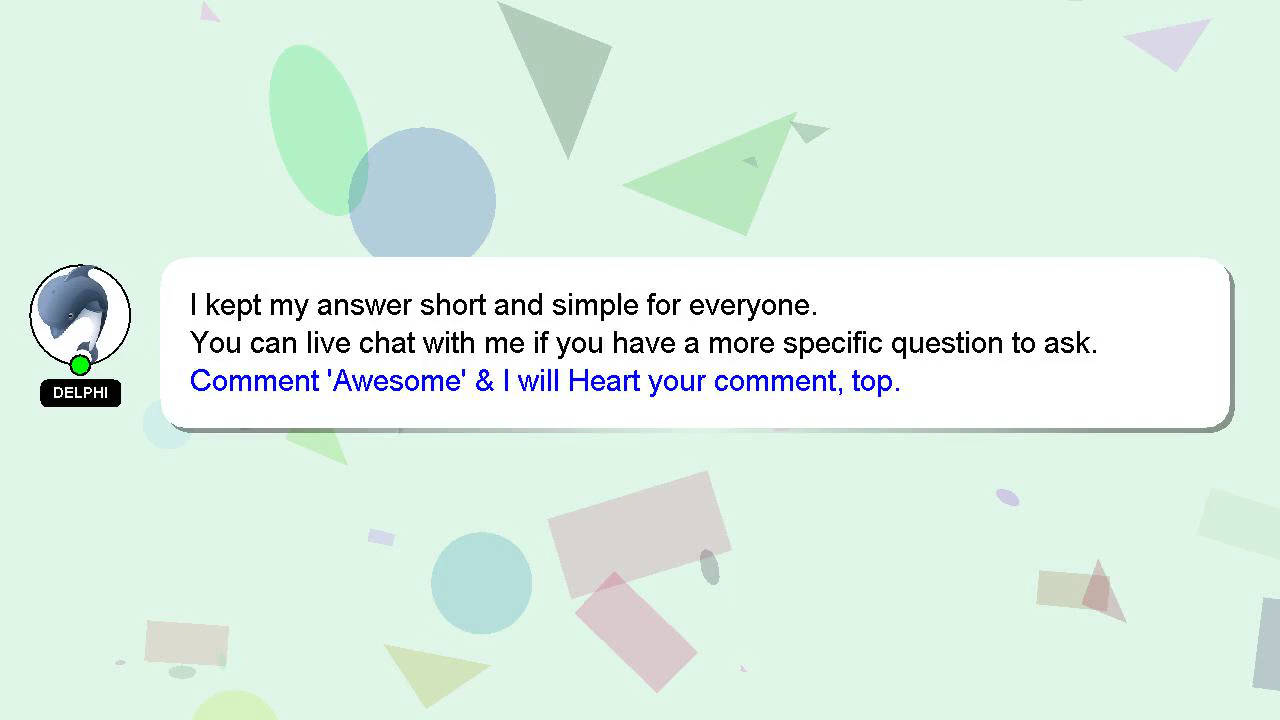 I kept my answer short and simple for everyone.
You can live chat with me if you have a more specific question to ask.
Comment 'Awesome' & I will Heart your comment, top.
DELPHI